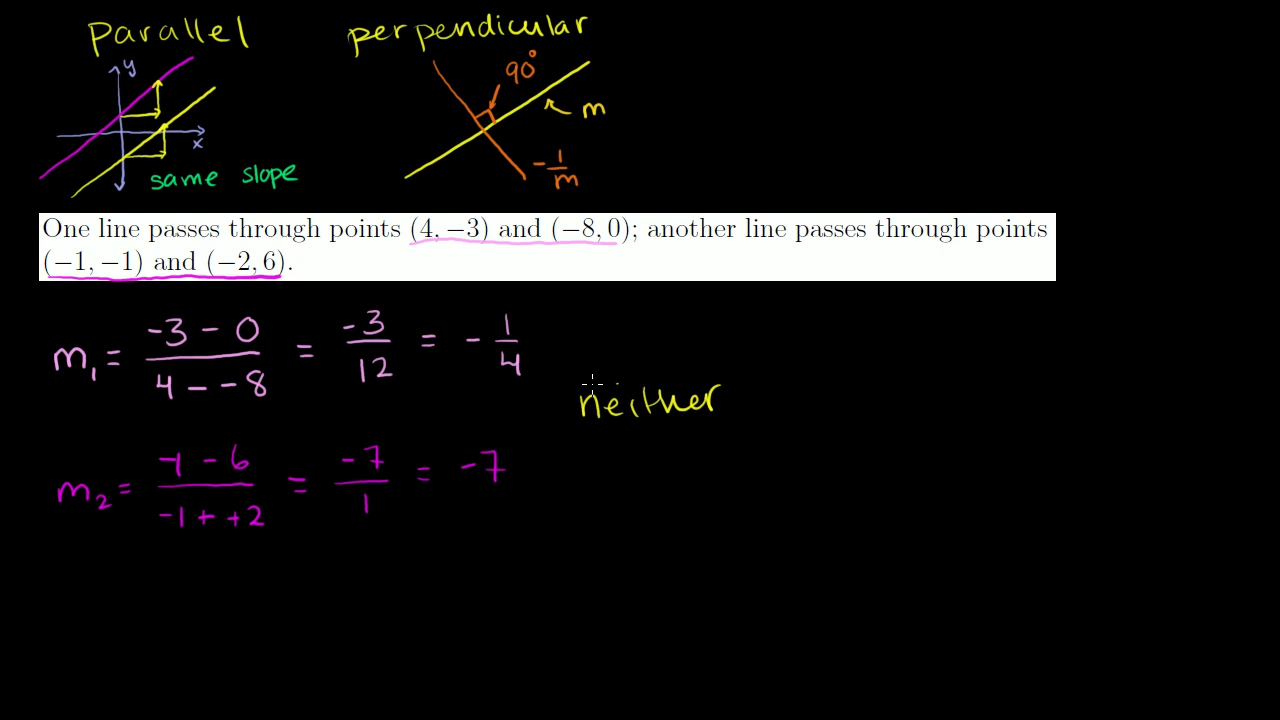 Parallel
perpendicular
y
x
same slope
90°
m
-1/m
One line passes through points (4, −3) and (−8, 0); another line passes through points
(−1, −1) and (−2, 6).
m₁ = (-3 - 0)/(4 - -8) = -3/12 = -1/4
neither
m₂ = (-1 - 6)/(-1 + +2) = -7/1 = -7